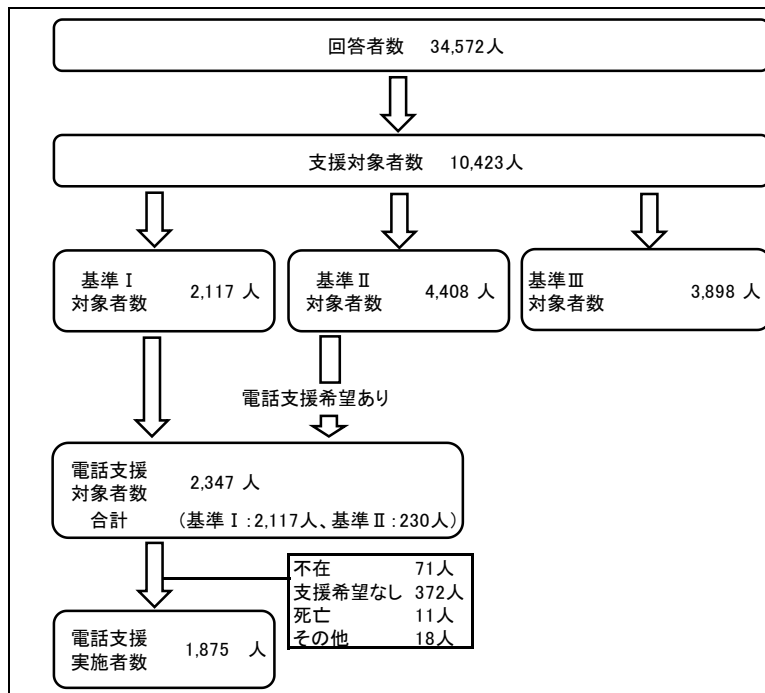 回答者数 34,572人
支援対象者数 10,423人
基準Ⅰ
対象者数 2,117 人
基準Ⅱ
対象者数 4,408 人
基準Ⅲ
対象者数 3,898 人
電話支援希望あり
電話支援
対象者数 2,347 人
合計 (基準Ⅰ:2,117人、基準Ⅱ:230人)
不在 71人
支援希望なし 372人
死亡 11人
その他 18人
電話支援
実施者数 1,875 人